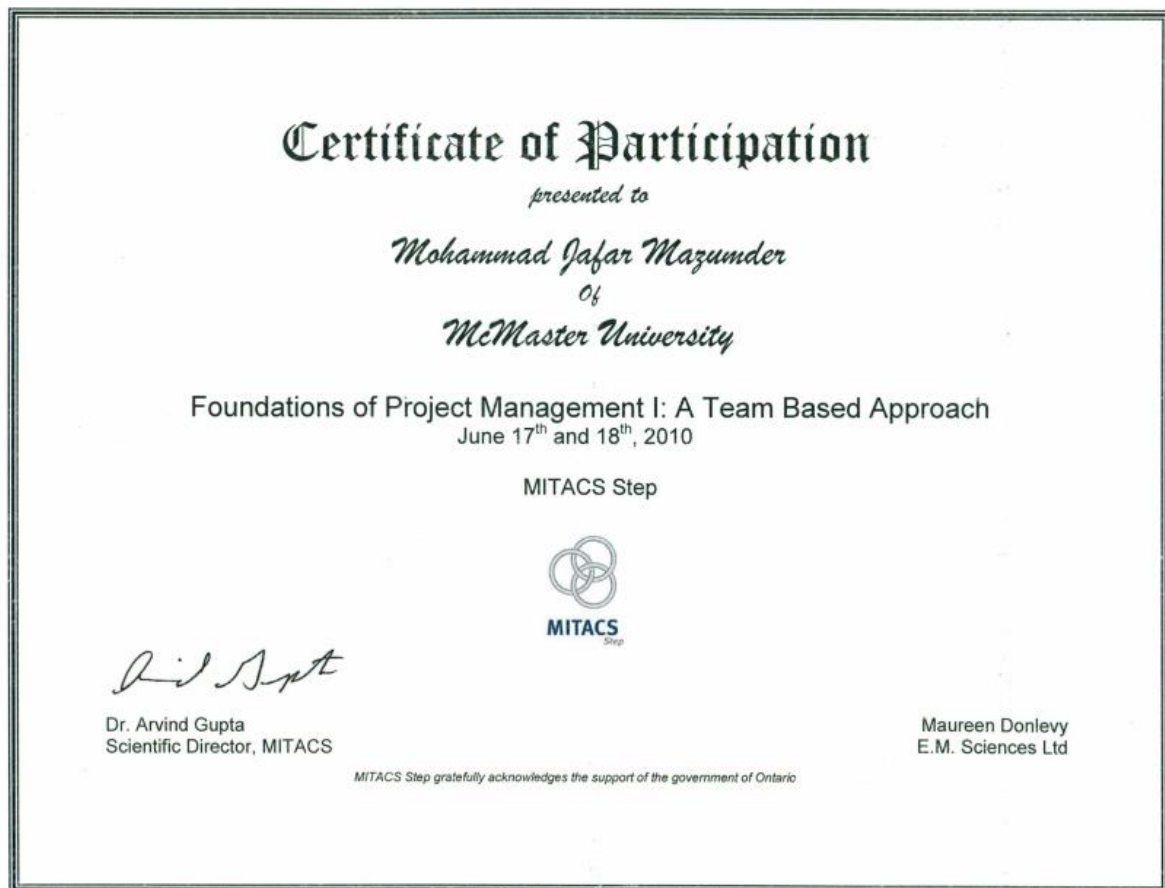 Certificate of Participation
presented to
Mohammad Jafar Mazumder
Of
McMaster University
Foundations of Project Management I: A Team Based Approach
June 17th and 18th, 2010
MITACS Step
MITACS
Step
Dr. Arvind Gupta
Scientific Director, MITACS
Maureen Donlevy
E.M. Sciences Ltd
MITACS Step gratefully acknowledges the support of the government of Ontario